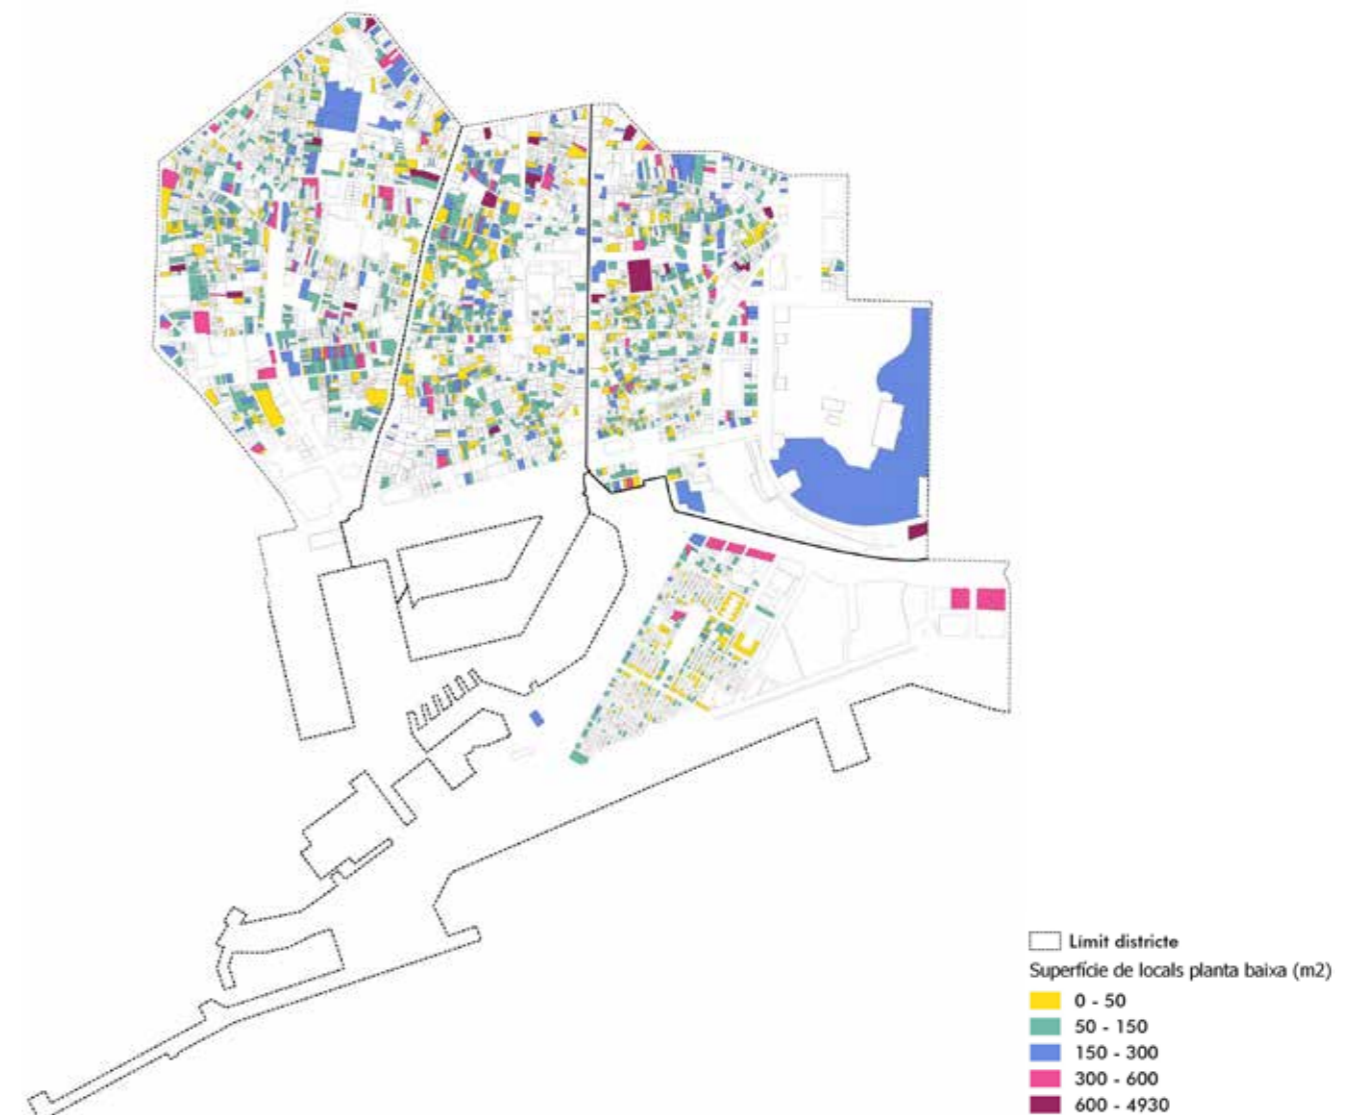 Límit districte
Superfície de locals planta baixa (m2)
0 - 50
50 - 150
150 - 300
300 - 600
600 - 4930